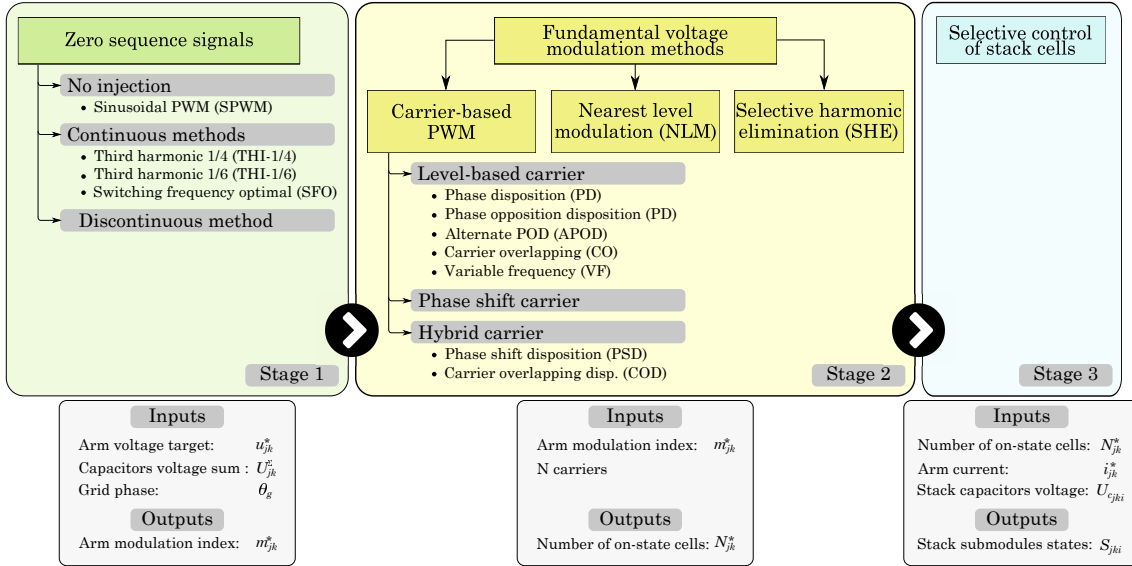 Zero sequence signals
No injection
• Sinusoidal PWM (SPWM)
Continuous methods
• Third harmonic 1/4 (THI-1/4)
• Third harmonic 1/6 (THI-1/6)
• Switching frequency optimal (SFO)
Discontinuous method
Stage 1
Fundamental voltage
modulation methods
Carrier-based
PWM
Nearest level
modulation (NLM)
Selective harmonic
elimination (SHE)
Level-based carrier
• Phase disposition (PD)
• Phase opposition disposition (PD)
• Alternate POD (APOD)
• Carrier overlapping (CO)
• Variable frequency (VF)
Phase shift carrier
Hybrid carrier
• Phase shift disposition (PSD)
• Carrier overlapping disp. (COD)
Stage 2
Selective control
of stack cells
Stage 3
Inputs
Arm voltage target: u*jk
Capacitors voltage sum : UΣjk
Grid phase: θg
Outputs
Arm modulation index: m*jk
Inputs
Arm modulation index: m*jk
N carriers
Outputs
Number of on-state cells: N*jk
Inputs
Number of on-state cells: N*jk
Arm current: i*jk
Stack capacitors voltage: Ucjki
Outputs
Stack submodules states: Sjki